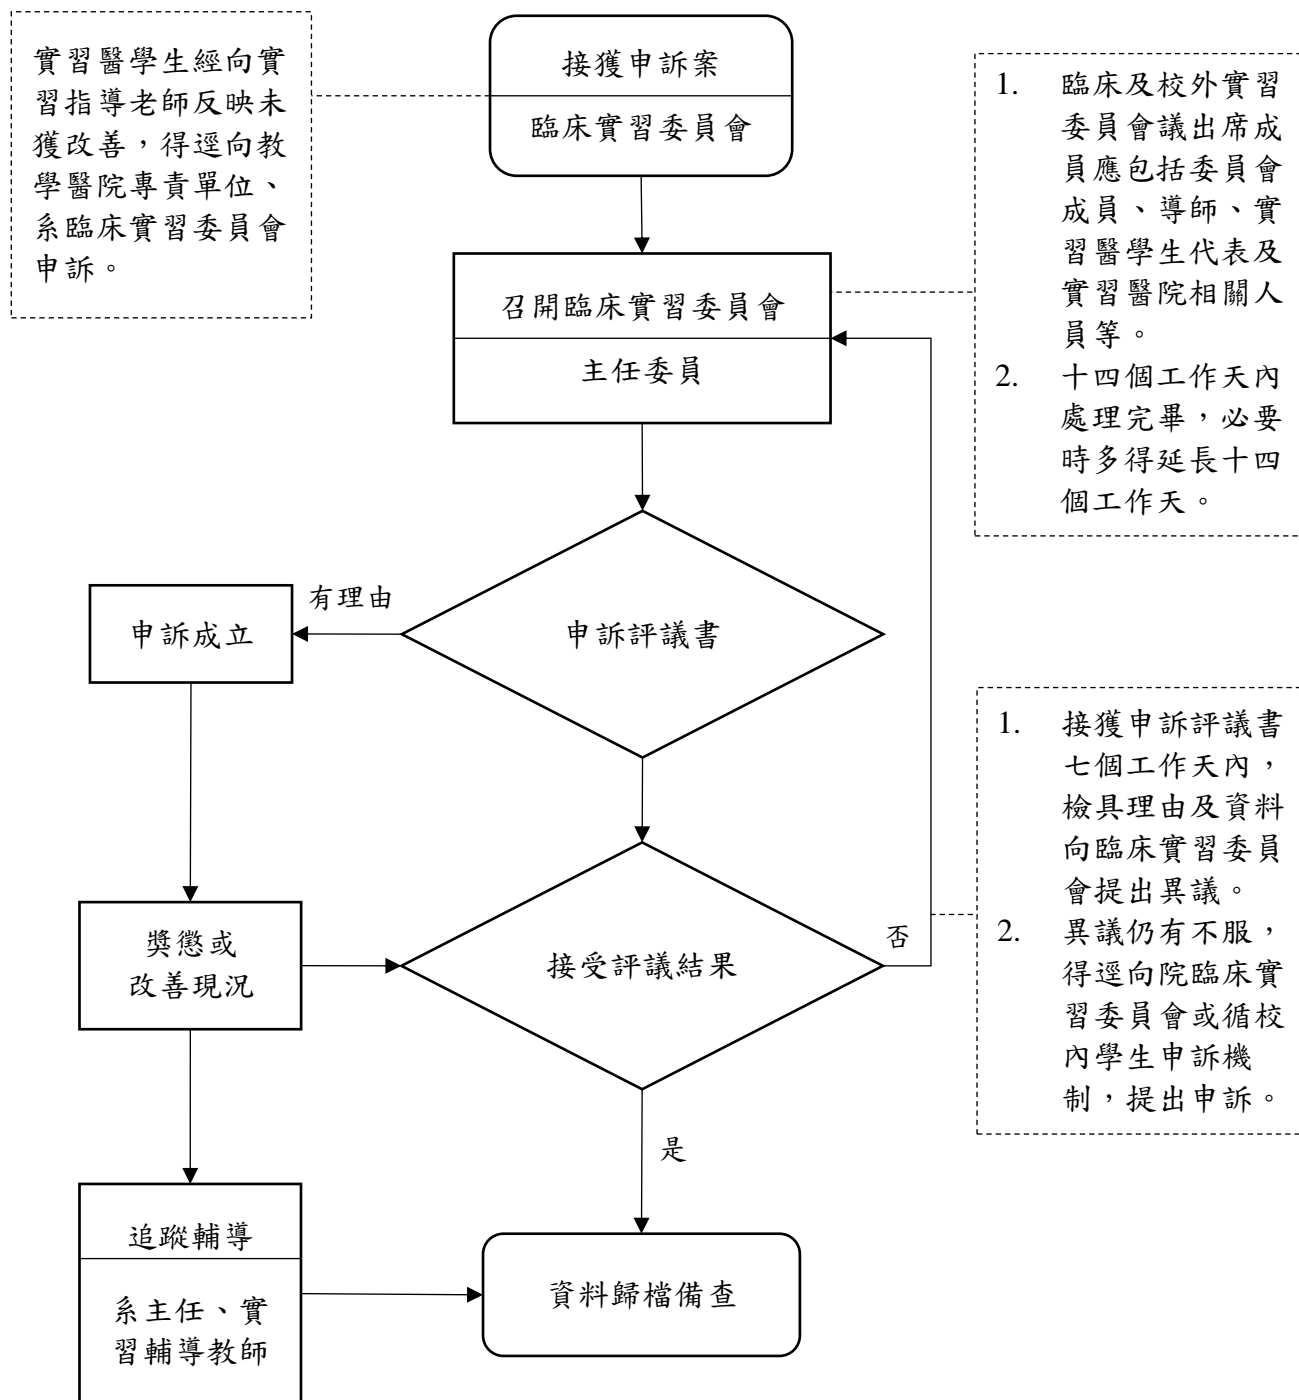 實習醫學生經向實
習指導老師反映未
獲改善，得逕向教
學醫院專責單位、
系臨床實習委員會
申訴。
接獲申訴案
臨床實習委員會
1. 臨床及校外實習
委員會議出席成
員應包括委員會
成員、導師、實
習醫學生代表及
實習醫院相關人
員等。
2. 十四個工作天內
處理完畢，必要
時多得延長十四
個工作天。
召開臨床實習委員會
主任委員
申訴評議書
有理由
申訴成立
獎懲或
改善現況
接受評議結果
否
1. 接獲申訴評議書
七個工作天內，
檢具理由及資料
向臨床實習委員
會提出異議。
2. 異議仍有不服，
得逕向院臨床實
習委員會或循校
內學生申訴機
制，提出申訴。
是
追蹤輔導
系主任、實
習輔導教師
資料歸檔備查